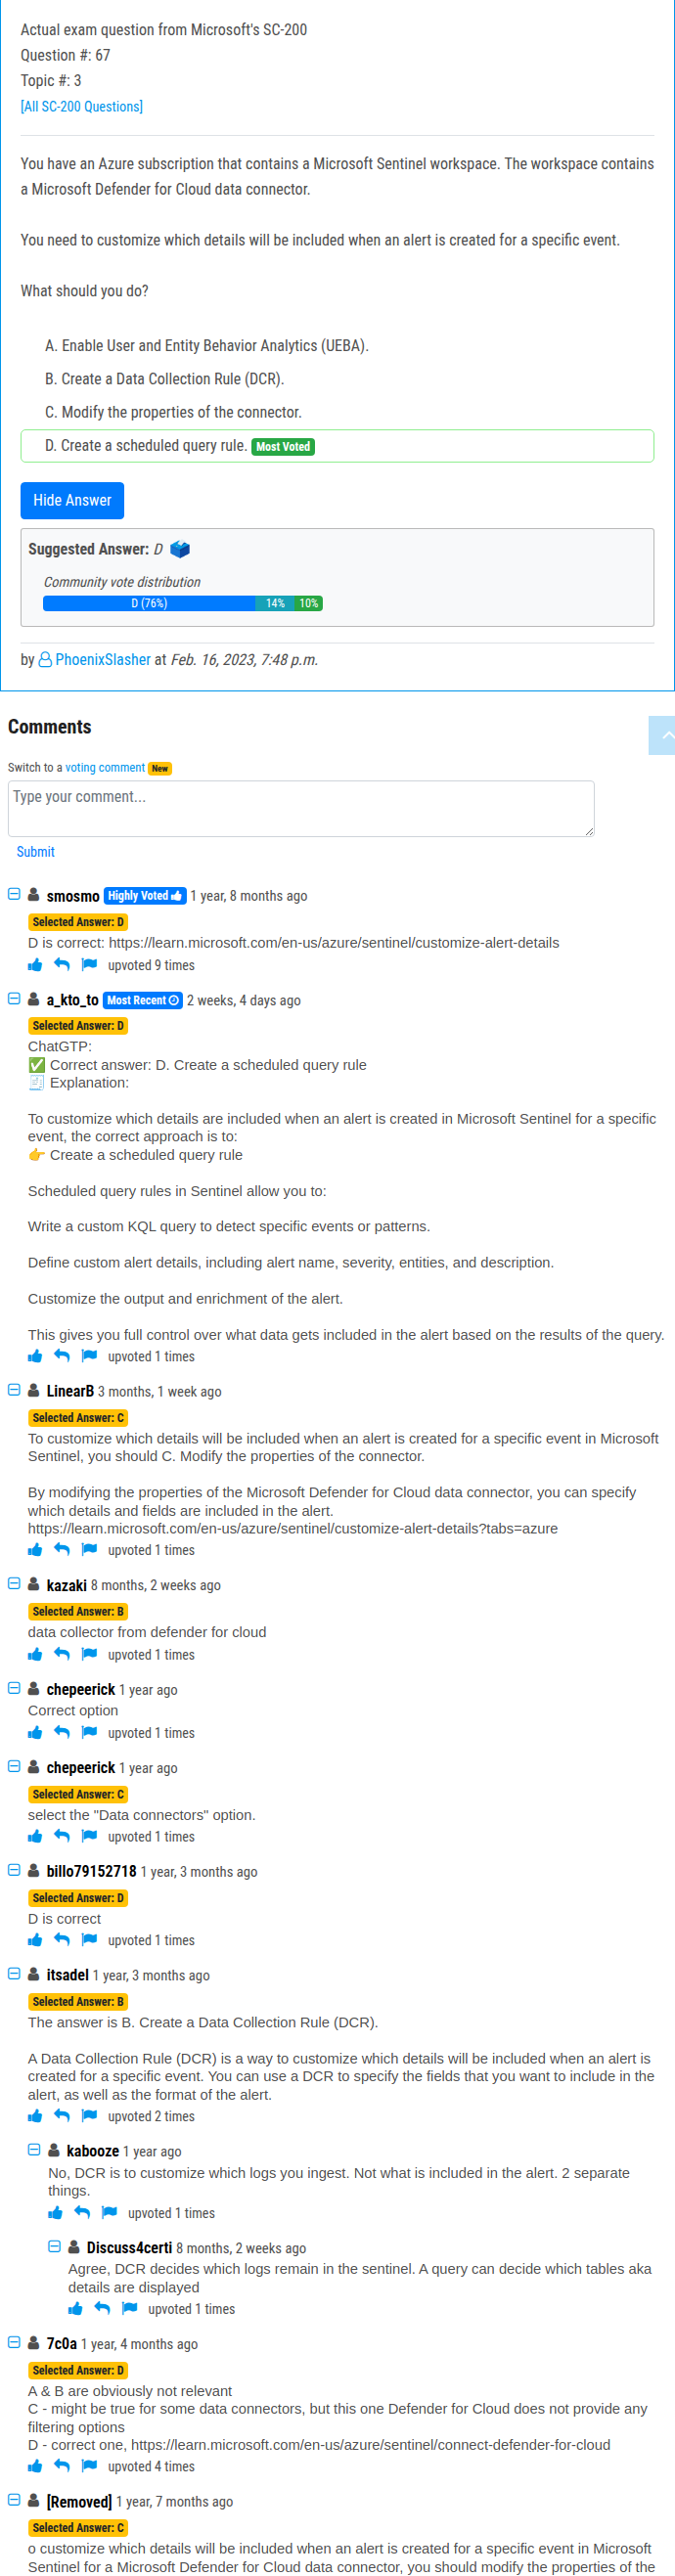 Actual exam question from Microsoft's SC-200
Question #: 67
Topic #: 3
[All SC-200 Questions]
You have an Azure subscription that contains a Microsoft Sentinel workspace. The workspace contains
a Microsoft Defender for Cloud data connector.
You need to customize which details will be included when an alert is created for a specific event.
What should you do?
A. Enable User and Entity Behavior Analytics (UEBA).
B. Create a Data Collection Rule (DCR).
C. Modify the properties of the connector.
D. Create a scheduled query rule. Most Voted
Hide Answer
Suggested Answer: D
Community vote distribution
D (76%) 14% 10%
by PhoenixSlasher at Feb. 16, 2023, 7:48 p.m.
Comments
Switch to a voting comment New
Type your comment...
Submit
smosmo Highly Voted 1 year, 8 months ago
Selected Answer: D
D is correct: https://learn.microsoft.com/en-us/azure/sentinel/customize-alert-details
upvoted 9 times
a_kto_to Most Recent 2 weeks, 4 days ago
Selected Answer: D
ChatGTP:
✅ Correct answer: D. Create a scheduled query rule
🧾 Explanation:
To customize which details are included when an alert is created in Microsoft Sentinel for a specific
event, the correct approach is to:
👉 Create a scheduled query rule
Scheduled query rules in Sentinel allow you to:
Write a custom KQL query to detect specific events or patterns.
Define custom alert details, including alert name, severity, entities, and description.
Customize the output and enrichment of the alert.
This gives you full control over what data gets included in the alert based on the results of the query.
upvoted 1 times
LinearB 3 months, 1 week ago
Selected Answer: C
To customize which details will be included when an alert is created for a specific event in Microsoft
Sentinel, you should C. Modify the properties of the connector.
By modifying the properties of the Microsoft Defender for Cloud data connector, you can specify
which details and fields are included in the alert.
https://learn.microsoft.com/en-us/azure/sentinel/customize-alert-details?tabs=azure
upvoted 1 times
kazaki 8 months, 2 weeks ago
Selected Answer: B
data collector from defender for cloud
upvoted 1 times
chepeerick 1 year ago
Correct option
upvoted 1 times
chepeerick 1 year ago
Selected Answer: C
select the "Data connectors" option.
upvoted 1 times
billo79152718 1 year, 3 months ago
Selected Answer: D
D is correct
upvoted 1 times
itsadel 1 year, 3 months ago
Selected Answer: B
The answer is B. Create a Data Collection Rule (DCR).
A Data Collection Rule (DCR) is a way to customize which details will be included when an alert is
created for a specific event. You can use a DCR to specify the fields that you want to include in the
alert, as well as the format of the alert.
upvoted 2 times
kabooze 1 year ago
No, DCR is to customize which logs you ingest. Not what is included in the alert. 2 separate
things.
upvoted 1 times
Discuss4certi 8 months, 2 weeks ago
Agree, DCR decides which logs remain in the sentinel. A query can decide which tables aka
details are displayed
upvoted 1 times
7c0a 1 year, 4 months ago
Selected Answer: D
A & B are obviously not relevant
C - might be true for some data connectors, but this one Defender for Cloud does not provide any
filtering options
D - correct one, https://learn.microsoft.com/en-us/azure/sentinel/connect-defender-for-cloud
upvoted 4 times
[Removed] 1 year, 7 months ago
Selected Answer: C
o customize which details will be included when an alert is created for a specific event in Microsoft
Sentinel for a Microsoft Defender for Cloud data connector, you should modify the properties of the